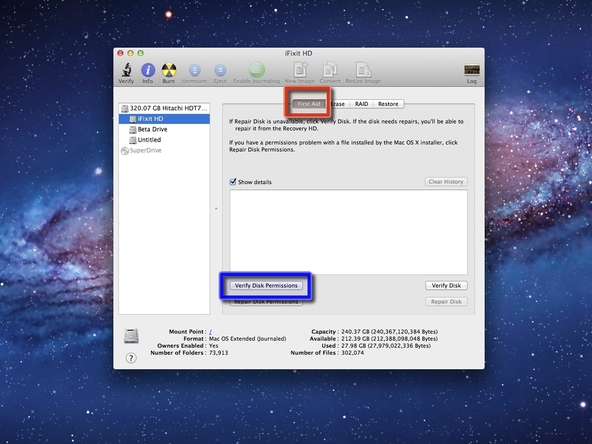 iFixit HD
Verify Info Burn Unmount Eject Enable Journaling New Image Convert Resize Image Log
320.07 GB Hitachi HDT7...
iFixit HD
Beta Drive
Untitled
SuperDrive
First Aid Erase RAID Restore
If Repair Disk is unavailable, click Verify Disk. If the disk needs repairs, you'll be able to
repair it from the Recovery HD.
If you have a permissions problem with a file installed by the Mac OS X installer, click
Repair Disk Permissions.
Show details Clear History
Verify Disk Permissions Verify Disk
Repair Disk Permissions Repair Disk
Mount Point : / Capacity : 240.37 GB (240,367,120,384 Bytes)
Format : Mac OS Extended (Journaled) Available : 212.39 GB (212,388,098,048 Bytes)
Owners Enabled : Yes Used : 27.98 GB (27,979,022,336 Bytes)
Number of Folders : 73,913 Number of Files : 302,074
?